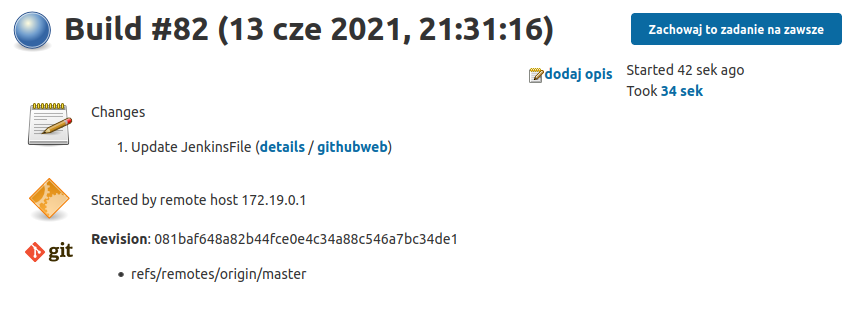 Build #82 (13 cze 2021, 21:31:16)
Zachowaj to zadanie na zawsze
dodaj opis
Started 42 sek ago
Took 34 sek
Changes
1. Update JenkinsFile (details / githubweb)
Started by remote host 172.19.0.1
git
Revision: 081baf648a82b44fce0e4c34a88c546a7bc34de1
• refs/remotes/origin/master